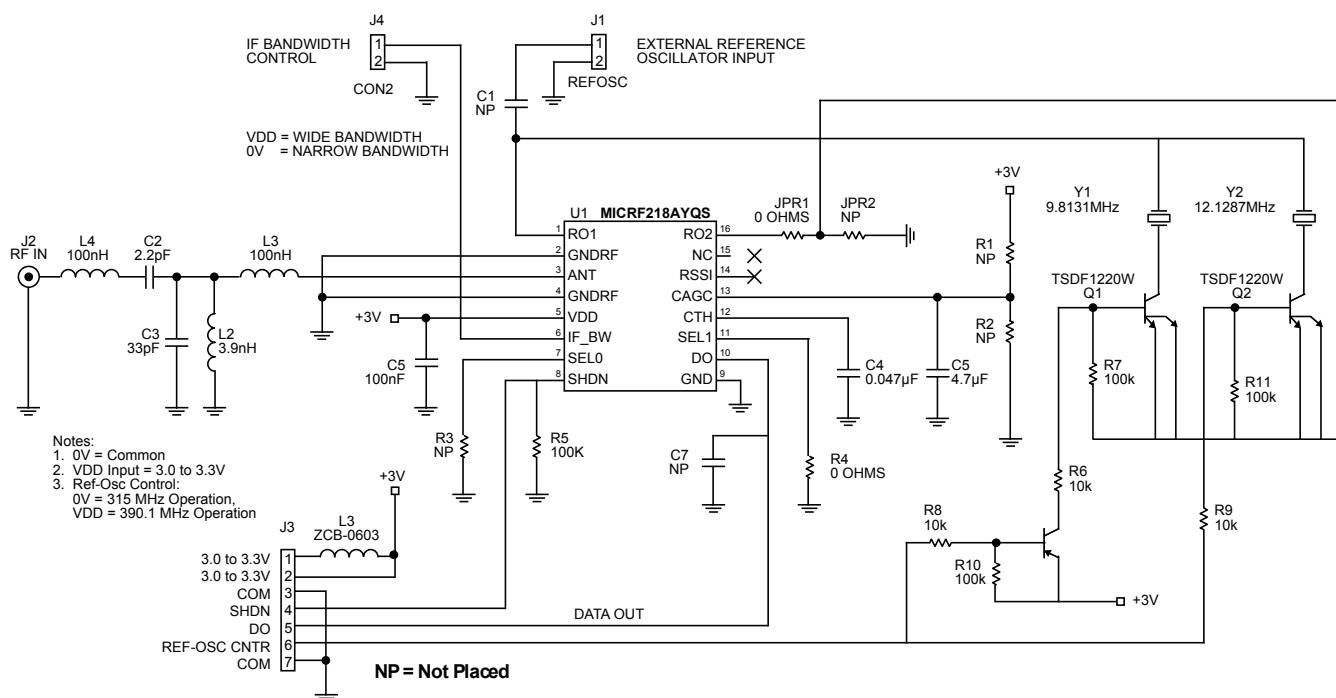 J4
IF BANDWIDTH
CONTROL
1
2
CON2
J1
1
2
EXTERNAL REFERENCE
OSCILLATOR INPUT
REFOSC
C1
NP
VDD = WIDE BANDWIDTH
0V = NARROW BANDWIDTH
+3V
Y1
9.8131MHz
Y2
12.1287MHz
U1 MICRF218AYQS
JPR1
0 OHMS
JPR2
NP
1 RO1
2 GNDRF
3 ANT
4 GNDRF
5 VDD
6 IF_BW
7 SEL0
8 SHDN
RO2 16
NC 15
RSSI 14
CAGC 13
CTH 12
SEL1 11
DO 10
GND 9
J2
RF IN
L4
100nH
C2
2.2pF
L3
100nH
C3
33pF
L2
3.9nH
+3V
C5
100nF
R1
NP
R2
NP
TSDF1220W
Q1
TSDF1220W
Q2
R7
100k
R11
100k
C4
0.047µF
C5
4.7µF
R3
NP
R5
100K
C7
NP
R4
0 OHMS
R6
10k
R8
10k
R9
10k
R10
100k
+3V
Notes:
1. 0V = Common
2. VDD Input = 3.0 to 3.3V
3. Ref-Osc Control:
0V = 315 MHz Operation,
VDD = 390.1 MHz Operation
+3V
J3
L3
ZCB-0603
3.0 to 3.3V 1
3.0 to 3.3V 2
COM 3
SHDN 4
DO 5
REF-OSC CNTR 6
COM 7
DATA OUT
NP = Not Placed